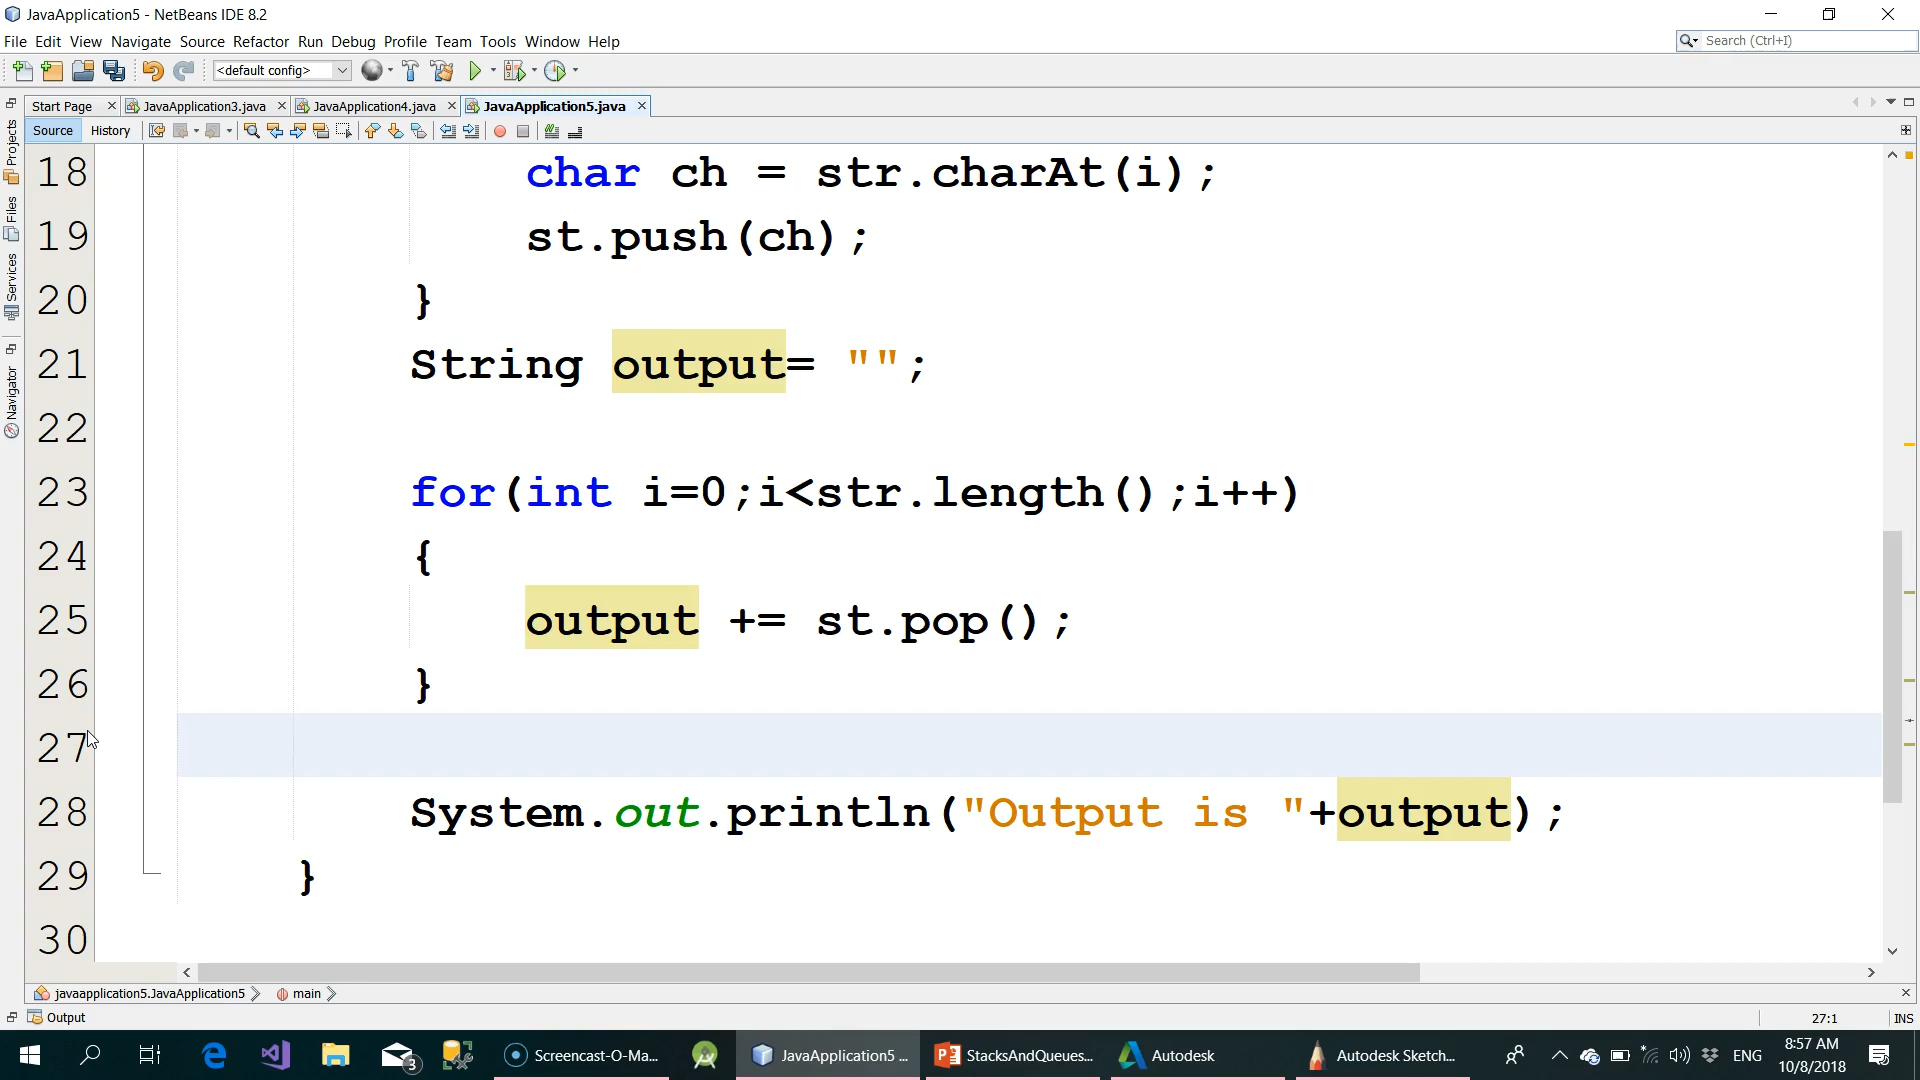 JavaApplication5 - NetBeans IDE 8.2
File Edit View Navigate Source Refactor Run Debug Profile Team Tools Window Help
Search (Ctrl+I)
<default config>
Start Page JavaApplication3.java JavaApplication4.java JavaApplication5.java
Source History
Projects
Files
Services
Navigator
18 char ch = str.charAt(i);
19 st.push(ch);
20 }
21 String output= "";
22
23 for(int i=0;i<str.length();i++)
24 {
25 output += st.pop();
26 }
27
28 System.out.println("Output is "+output);
29 }
30
javaapplication5.JavaApplication5 main
Output
27:1 INS
3 Screencast-O-Ma... JavaApplication5 ... StacksAndQueues... Autodesk Autodesk Sketch... ENG
8:57 AM
10/8/2018